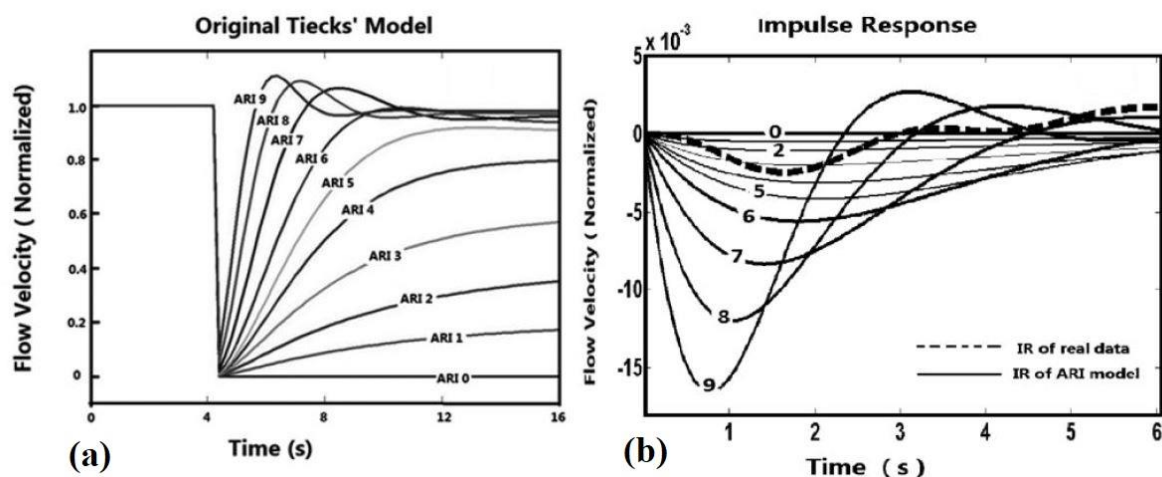 Original Tiecks' Model
Flow Velocity ( Normalized)
1.0
0.8
0.6
0.4
0.2
0
ARI 9
ARI 8
ARI 7
ARI 6
ARI 5
ARI 4
ARI 3
ARI 2
ARI 1
ARI 0
0 4 8 12 16
Time (s)
(a)
Impulse Response
x 10⁻³
Flow Velocity ( Normalized)
5
0
-5
-10
-15
0
2
5
6
7
8
9
IR of real data
IR of ARI model
1 2 3 4 5 6
Time ( s )
(b)